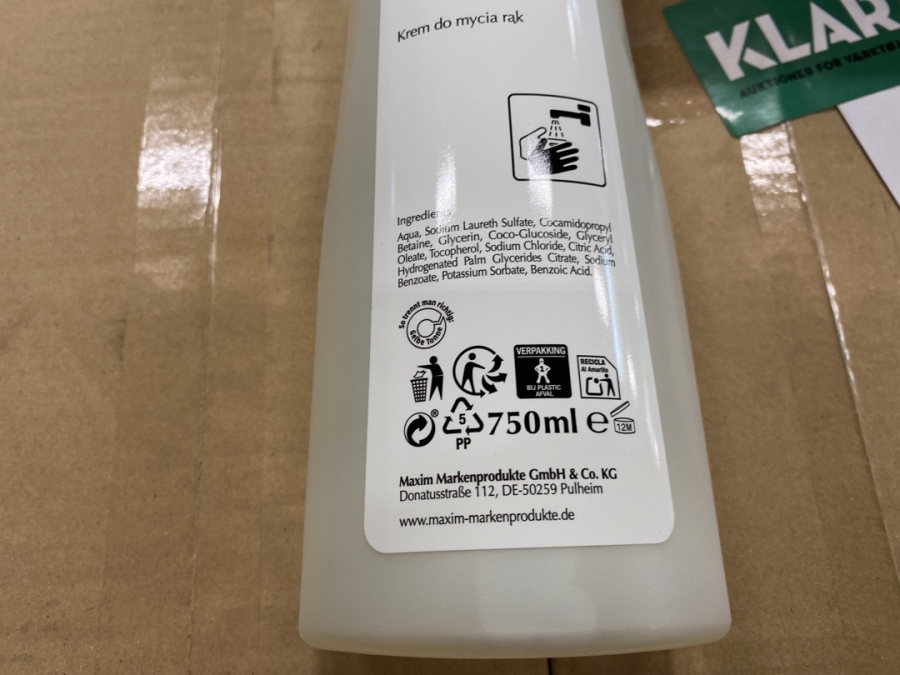 Krem do mycia rąk
KLAR
AUKTIONER FOR
Ingredients
Aqua, Sodium Laureth Sulfate, Cocamidopropyl
Betaine, Glycerin, Coco-Glucoside, Glyceryl
Oleate, Tocopherol, Sodium Chloride, Citric Acid,
Hydrogenated Palm Glycerides Citrate, Sodium
Benzoate, Potassium Sorbate, Benzoic Acid.
So trennt man richtig:
Gelbe Tonne
VERPAKKING
1
BIJ PLASTIC
AFVAL
RECICLA
Al Amarillo
®
5
PP
750ml e
12M
Maxim Markenprodukte GmbH & Co. KG
Donatusstraße 112, DE-50259 Pulheim
www.maxim-markenprodukte.de